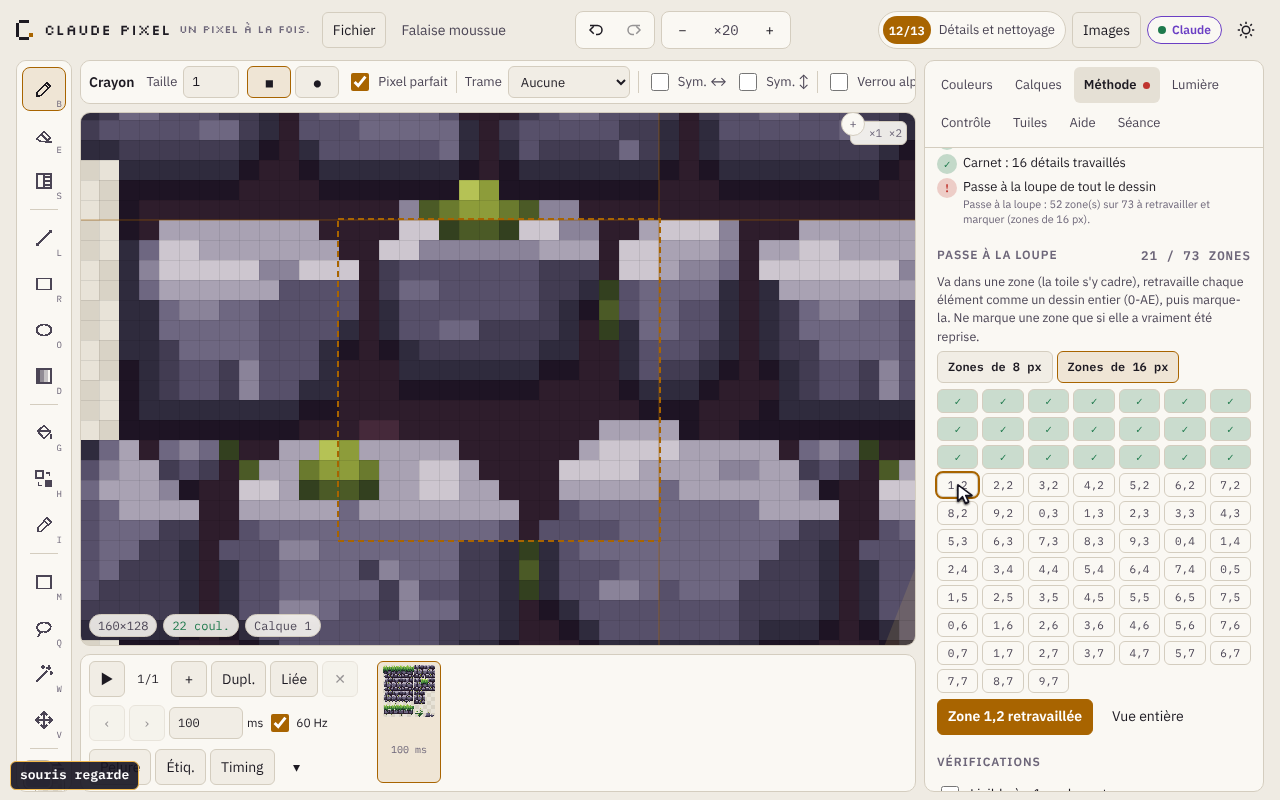 CLAUDE PIXEL UN PIXEL À LA FOIS. Fichier Falaise moussue − ×20 + 12/13 Détails et nettoyage Images Claude
Crayon Taille 1 ■ ● Pixel parfait Trame Aucune Sym. ↔ Sym. ↕ Verrou alp
B
E
S
L
R
O
D
G
H
I
M
Q
W
V
+ ×1 ×2
160×128 22 coul. Calque 1
▶ 1/1 + Dupl. Liée ×
‹ › 100 ms 60 Hz
Étiq. Timing ▼
100 ms
souris regarde
Couleurs Calques Méthode Lumière
Contrôle Tuiles Aide Séance
✓ Carnet : 16 détails travaillés
! Passe à la loupe de tout le dessin
Passe à la loupe : 52 zone(s) sur 73 à retravailler et
marquer (zones de 16 px).
PASSE À LA LOUPE 21 / 73 ZONES
Va dans une zone (la toile s'y cadre), retravaille chaque
élément comme un dessin entier (0-AE), puis marque-
la. Ne marque une zone que si elle a vraiment été
reprise.
Zones de 8 px Zones de 16 px
✓ ✓ ✓ ✓ ✓ ✓ ✓
✓ ✓ ✓ ✓ ✓ ✓ ✓
✓ ✓ ✓ ✓ ✓ ✓ ✓
1,2 2,2 3,2 4,2 5,2 6,2 7,2
8,2 9,2 0,3 1,3 2,3 3,3 4,3
5,3 6,3 7,3 8,3 9,3 0,4 1,4
2,4 3,4 4,4 5,4 6,4 7,4 0,5
1,5 2,5 3,5 4,5 5,5 6,5 7,5
0,6 1,6 2,6 3,6 4,6 5,6 7,6
0,7 1,7 2,7 3,7 4,7 5,7 6,7
7,7 8,7 9,7
Zone 1,2 retravaillée Vue entière
VÉRIFICATIONS